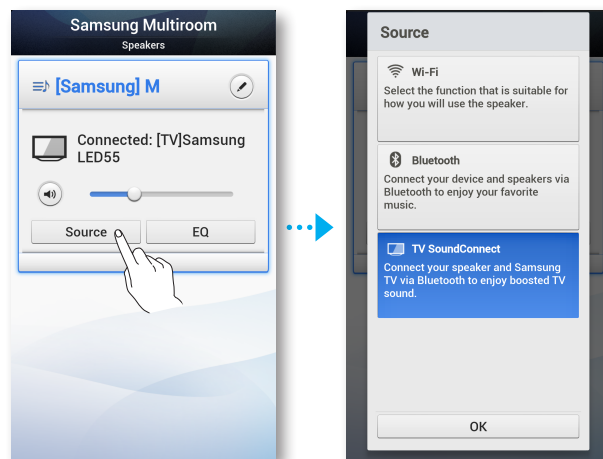 Samsung Multiroom
Speakers
[Samsung] M
Connected: [TV]Samsung
LED55
Source
EQ
Source
Wi-Fi
Select the function that is suitable for
how you will use the speaker.
Bluetooth
Connect your device and speakers via
Bluetooth to enjoy your favorite
music.
TV SoundConnect
Connect your speaker and Samsung
TV via Bluetooth to enjoy boosted TV
sound.
OK